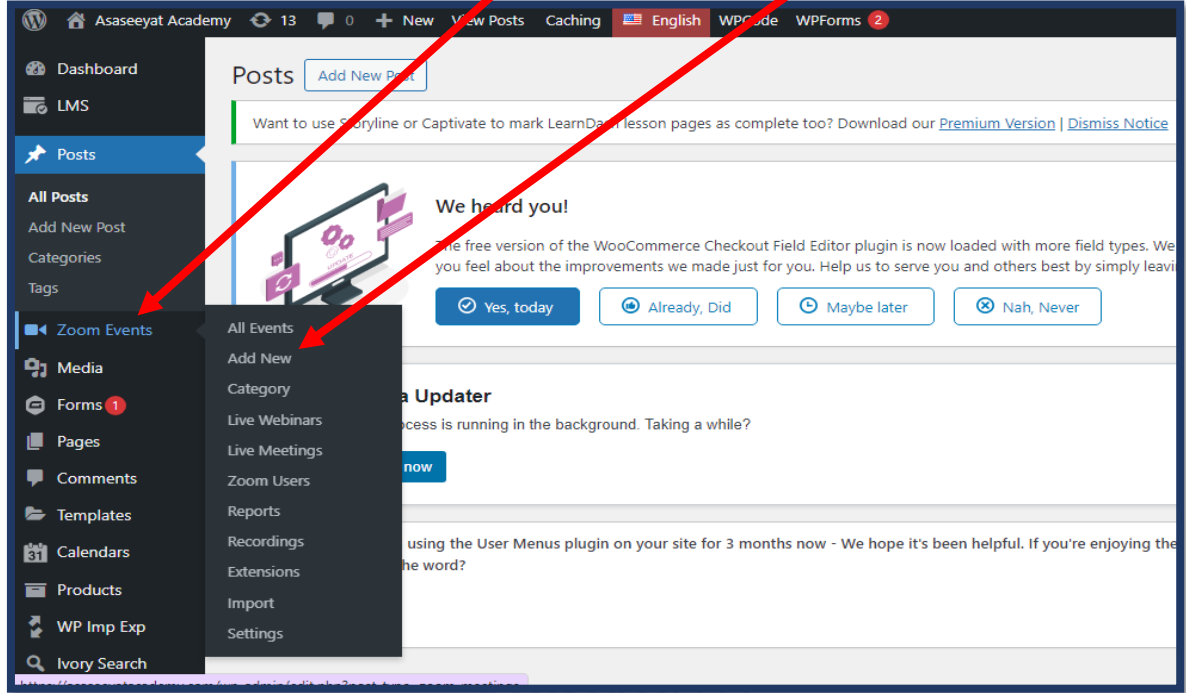 Asaseeyat Academy 13 0 + New View Posts Caching English WPCode WPForms 2
Dashboard
LMS
Posts
All Posts
Add New Post
Categories
Tags
Zoom Events
Media
Forms 1
Pages
Comments
Templates
Calendars
Products
WP Imp Exp
Ivory Search
All Events
Add New
Category
Live Webinars
Live Meetings
Zoom Users
Reports
Recordings
Extensions
Import
Settings
Posts Add New Post
Want to use Storyline or Captivate to mark LearnDash lesson pages as complete too? Download our Premium Version | Dismiss Notice
UPDATE
We heard you!
The free version of the WooCommerce Checkout Field Editor plugin is now loaded with more field types. We
you feel about the improvements we made just for you. Help us to serve you and others best by simply
Yes, today Already, Did Maybe later Nah, Never
a Updater
is running in the background. Taking a while?
now
using the User Menus plugin on your site for 3 months now - We hope it's been helpful. If you're enjoying the
word?